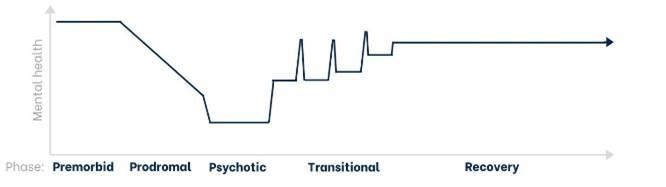 Mental health
Phase: Premorbid Prodromal Psychotic Transitional Recovery